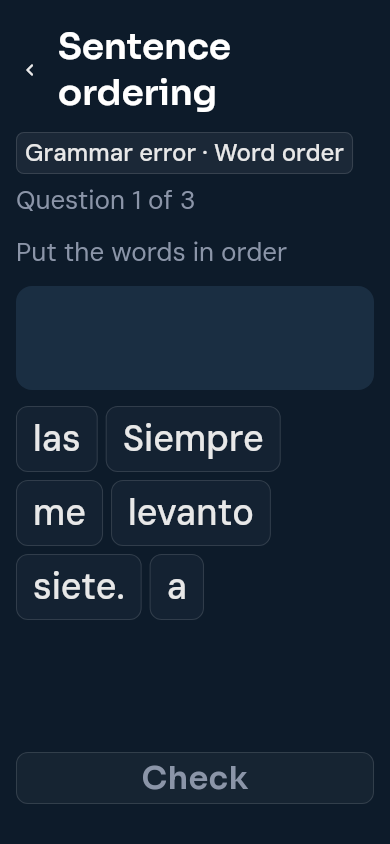 Sentence
ordering
Grammar error · Word order
Question 1 of 3
Put the words in order
las Siempre
me levanto
siete. a
Check